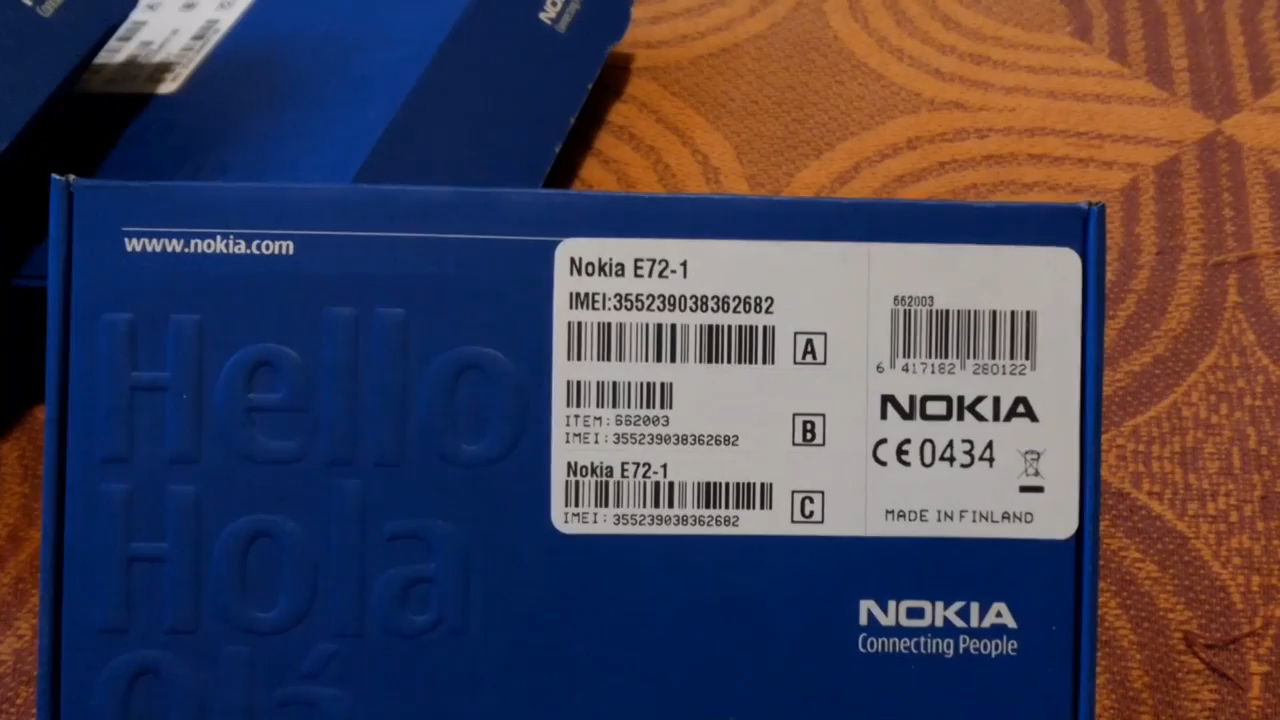 www.nokia.com
Nokia E72-1
IMEI:355239038362682
A
ITEM:662003
IMEI:355239038362682
B
Nokia E72-1
IMEI:355239038362682
C
662003
6 417182 280122
NOKIA
CE0434
MADE IN FINLAND
Hello
Hola
Olá
NOKIA
Connecting People